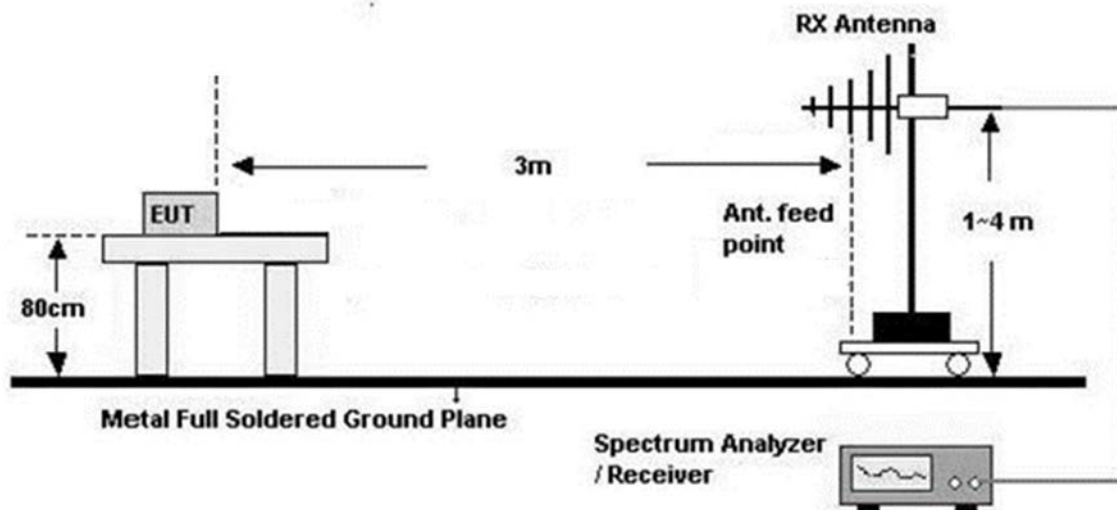 RX Antenna
3m
EUT
Ant. feed
point
1~4 m
80cm
Metal Full Soldered Ground Plane
Spectrum Analyzer
/ Receiver